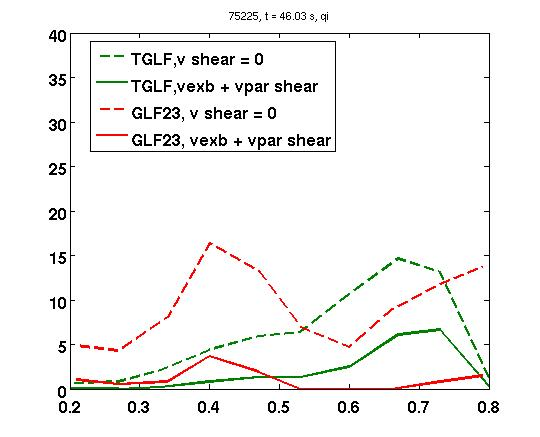 75225, t = 46.03 s, qi
40
35
30
25
20
15
10
5
0
TGLF,v shear = 0
TGLF,vexb + vpar shear
GLF23, v shear = 0
GLF23, vexb + vpar shear
0.2 0.3 0.4 0.5 0.6 0.7 0.8